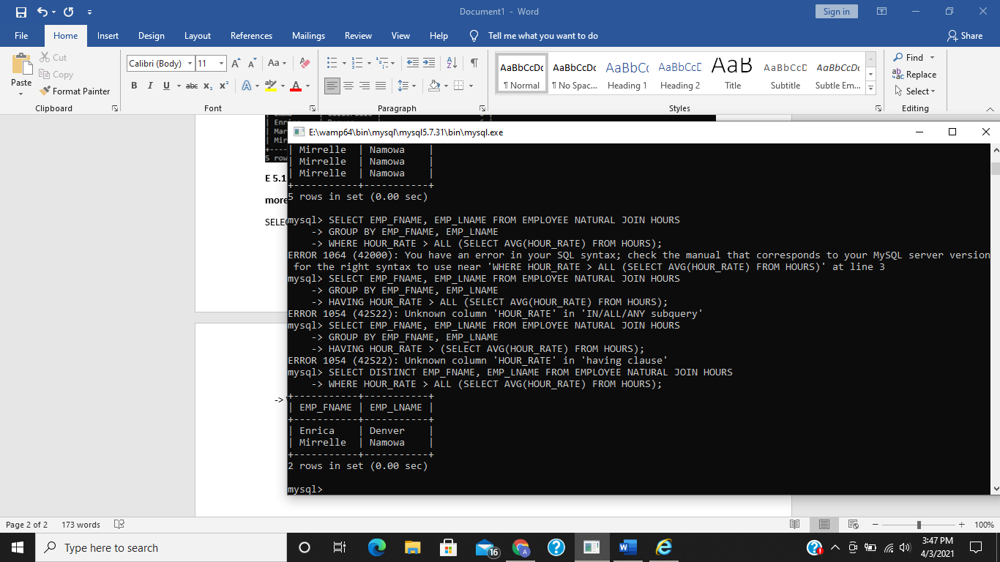 Document1 - Word
Sign in
File Home Insert Design Layout References Mailings Review View Help Tell me what you want to do
Share
Paste
Cut
Copy
Format Painter
Clipboard
Calibri (Body) 11
Aa
B I U abc x₂ x²
Font
Paragraph
AaBbCcDc AaBbCcDc AaBbCc AaBbCcD AaB AaBbCcD AaBbCcDc
¶ Normal ¶ No Spac... Heading 1 Heading 2 Title Subtitle Subtle Em...
Styles
Find
Replace
Select
Editing
| Enr
| Mar
| Mir
+----
5 row
E 5.1
more
SELEC
->
E:\wamp64\bin\mysql\mysql5.7.31\bin\mysql.exe
| Mirrelle | Namowa |
| Mirrelle | Namowa |
| Mirrelle | Namowa |
+-----------+-----------+
5 rows in set (0.00 sec)
mysql> SELECT EMP_FNAME, EMP_LNAME FROM EMPLOYEE NATURAL JOIN HOURS
-> GROUP BY EMP_FNAME, EMP_LNAME
-> WHERE HOUR_RATE > ALL (SELECT AVG(HOUR_RATE) FROM HOURS);
ERROR 1064 (42000): You have an error in your SQL syntax; check the manual that corresponds to your MySQL server version
for the right syntax to use near 'WHERE HOUR_RATE > ALL (SELECT AVG(HOUR_RATE) FROM HOURS)' at line 3
mysql> SELECT EMP_FNAME, EMP_LNAME FROM EMPLOYEE NATURAL JOIN HOURS
-> GROUP BY EMP_FNAME, EMP_LNAME
-> HAVING HOUR_RATE > ALL (SELECT AVG(HOUR_RATE) FROM HOURS);
ERROR 1054 (42S22): Unknown column 'HOUR_RATE' in 'IN/ALL/ANY subquery'
mysql> SELECT EMP_FNAME, EMP_LNAME FROM EMPLOYEE NATURAL JOIN HOURS
-> GROUP BY EMP_FNAME, EMP_LNAME
-> HAVING HOUR_RATE > (SELECT AVG(HOUR_RATE) FROM HOURS);
ERROR 1054 (42S22): Unknown column 'HOUR_RATE' in 'having clause'
mysql> SELECT DISTINCT EMP_FNAME, EMP_LNAME FROM EMPLOYEE NATURAL JOIN HOURS
-> WHERE HOUR_RATE > ALL (SELECT AVG(HOUR_RATE) FROM HOURS);
+-----------+-----------+
| EMP_FNAME | EMP_LNAME |
+-----------+-----------+
| Enrica | Denver |
| Mirrelle | Namowa |
+-----------+-----------+
2 rows in set (0.00 sec)
mysql>
Page 2 of 2 173 words
100%
Type here to search
16
3:47 PM
4/3/2021